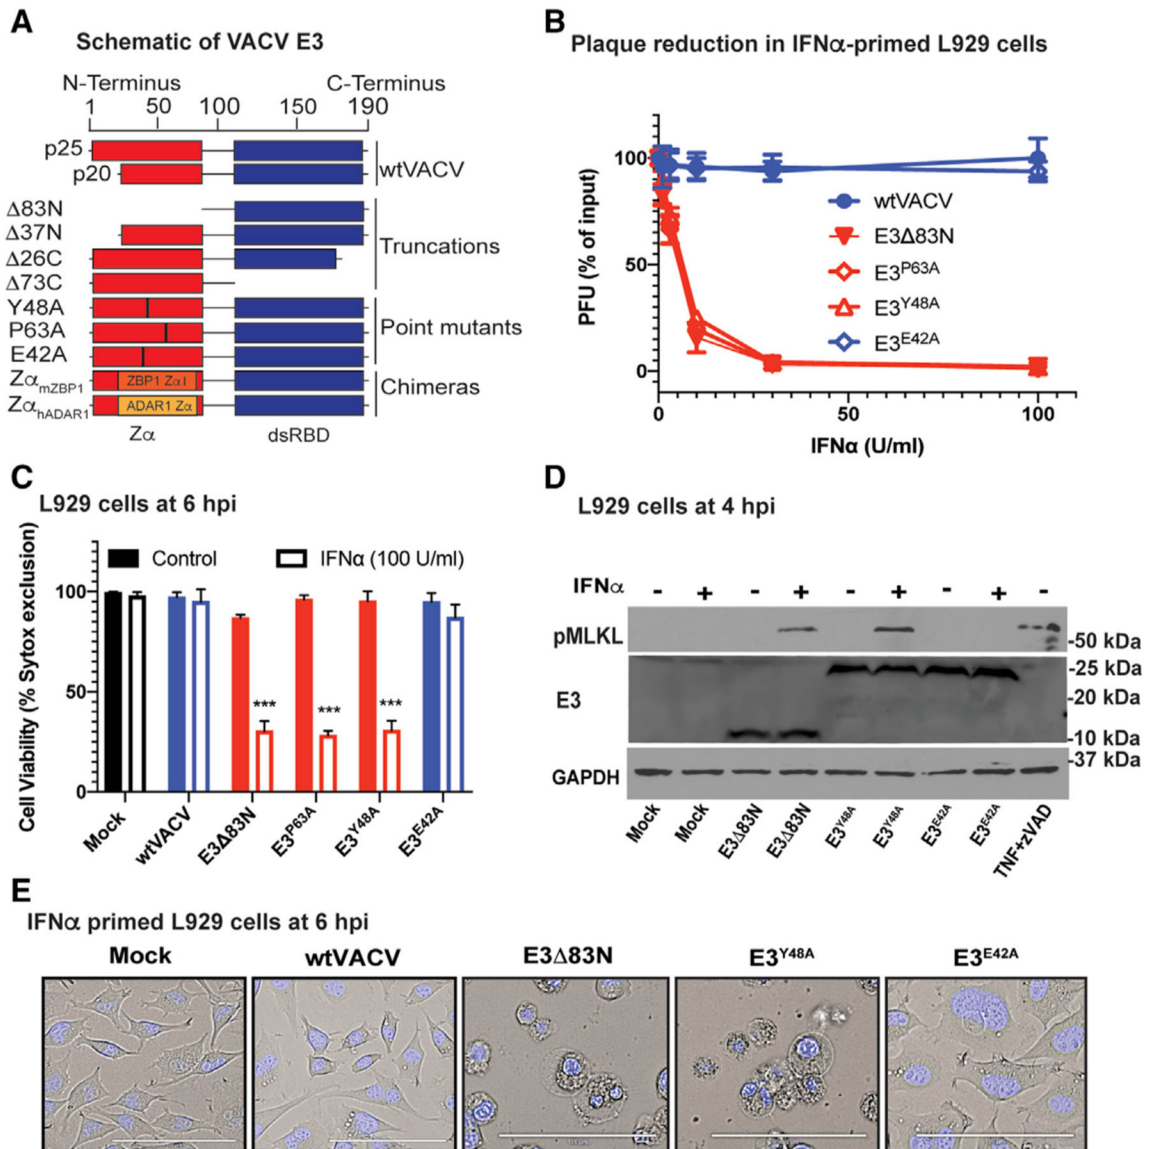 A
Schematic of VACV E3
N-Terminus C-Terminus
1 50 100 150 190
p25
p20
wtVACV
Δ83N
Δ37N
Δ26C
Δ73C
Truncations
Y48A
P63A
E42A
Point mutants
ZαmZBP1 ZBP1 ZαI
ZαhADAR1 ADAR1 Zα
Chimeras
Zα dsRBD
B
Plaque reduction in IFNα-primed L929 cells
PFU (% of input)
100
50
0
0 50 100
IFNα (U/ml)
wtVACV
E3Δ83N
E3P63A
E3Y48A
E3E42A
C
L929 cells at 6 hpi
Cell Viability (% Sytox exclusion)
Control IFNα (100 U/ml)
100
50
0
*** *** ***
Mock wtVACV E3Δ83N E3P63A E3Y48A E3E42A
D
L929 cells at 4 hpi
IFNα - + - + - + - + -
pMLKL
-50 kDa
E3
-25 kDa
-20 kDa
-10 kDa
GAPDH
-37 kDa
Mock Mock E3Δ83N E3Δ83N E3Y48A E3Y48A E3E42A E3E42A TNF+zVAD
E
IFNα primed L929 cells at 6 hpi
Mock wtVACV E3Δ83N E3Y48A E3E42A